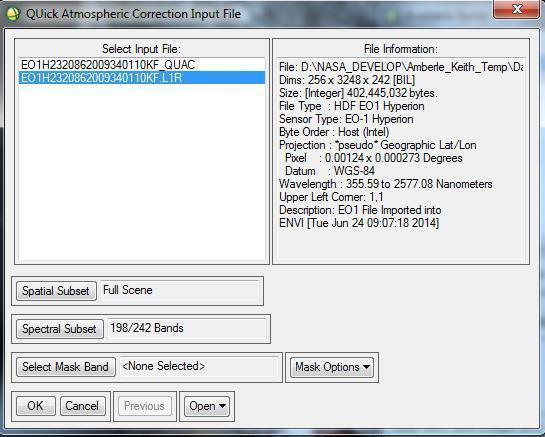 QUick Atmospheric Correction Input File
Select Input File:
EO1H2320862009340110KF_QUAC
EO1H2320862009340110KF.L1R
File Information:
File: D:\NASA_DEVELOP\Amberle_Keith_Temp\Da
Dims: 256 x 3248 x 242 [BIL]
Size: [Integer] 402,445,032 bytes.
File Type : HDF EO1 Hyperion
Sensor Type: EO-1 Hyperion
Byte Order : Host (Intel)
Projection : "pseudo" Geographic Lat/Lon
Pixel : 0.00124 x 0.000273 Degrees
Datum : WGS-84
Wavelength : 355.59 to 2577.08 Nanometers
Upper Left Corner: 1,1
Description: EO1 File Imported into
ENVI [Tue Jun 24 09:07:18 2014]
Spatial Subset Full Scene
Spectral Subset 198/242 Bands
Select Mask Band <None Selected> Mask Options
OK Cancel Previous Open